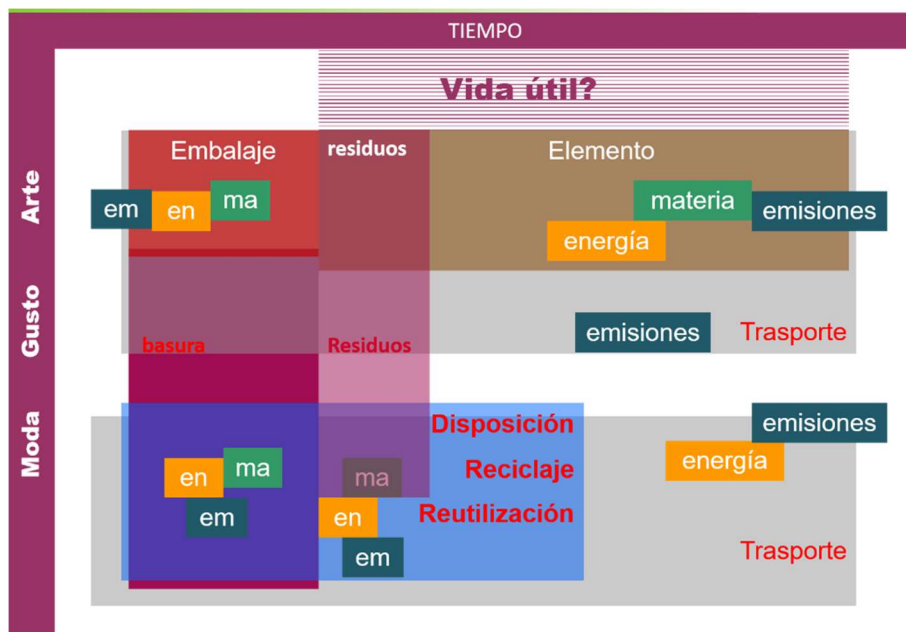 TIEMPO
Vida útil?
Arte
Embalaje
residuos
Elemento
em
en
ma
materia
emisiones
energía
Gusto
emisiones
Trasporte
basura
Residuos
Moda
Disposición
emisiones
energía
en
ma
em
ma
Reciclaje
en
Reutilización
em
Trasporte